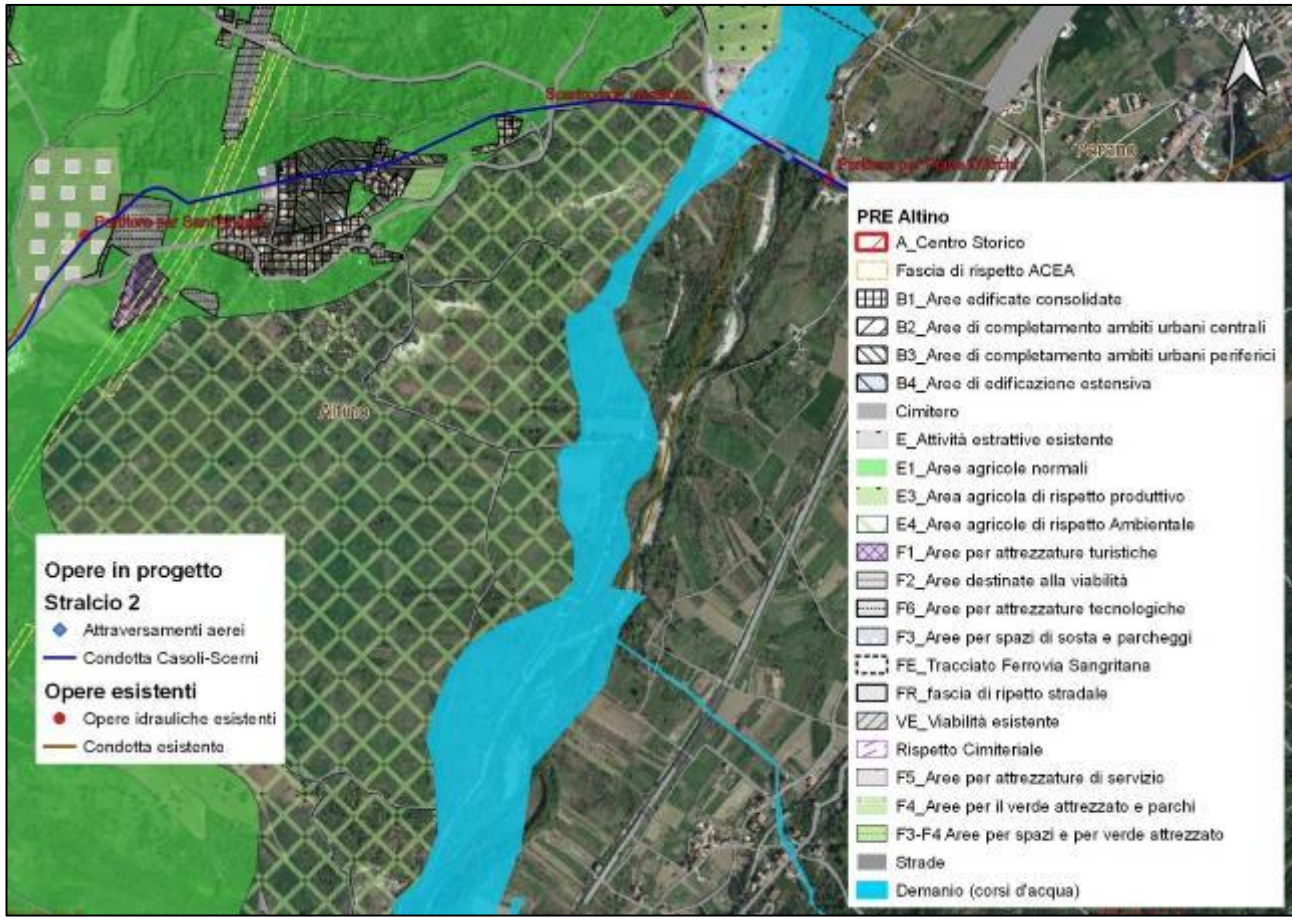 N
Perano
Altino
PRE Altino
A_Centro Storico
Fascia di rispetto ACEA
B1_Aree edificate consolidate
B2_Aree di completamento ambiti urbani centrali
B3_Aree di completamento ambiti urbani periferici
B4_Aree di edificazione estensiva
Cimitero
E_Attività estrattive esistente
E1_Aree agricole normali
E3_Area agricola di rispetto produttivo
E4_Aree agricole di rispetto Ambientale
F1_Aree per attrezzature turistiche
F2_Aree destinate alla viabilità
F6_Aree per attrezzature tecnologiche
F3_Aree per spazi di sosta e parcheggi
FE_Tracciato Ferrovia Sangritana
FR_fascia di ripetto stradale
VE_Viabilità esistente
Rispetto Cimiteriale
F5_Aree per attrezzature di servizio
F4_Aree per il verde attrezzato e parchi
F3-F4 Aree per spazi e per verde attrezzato
Strade
Demanio (corsi d'acqua)
Opere in progetto
Stralcio 2
Attraversamenti aerei
Condotta Casoli-Scerni
Opere esistenti
Opere idrauliche esistenti
Condotta esistente
Partitore per
Partitore per